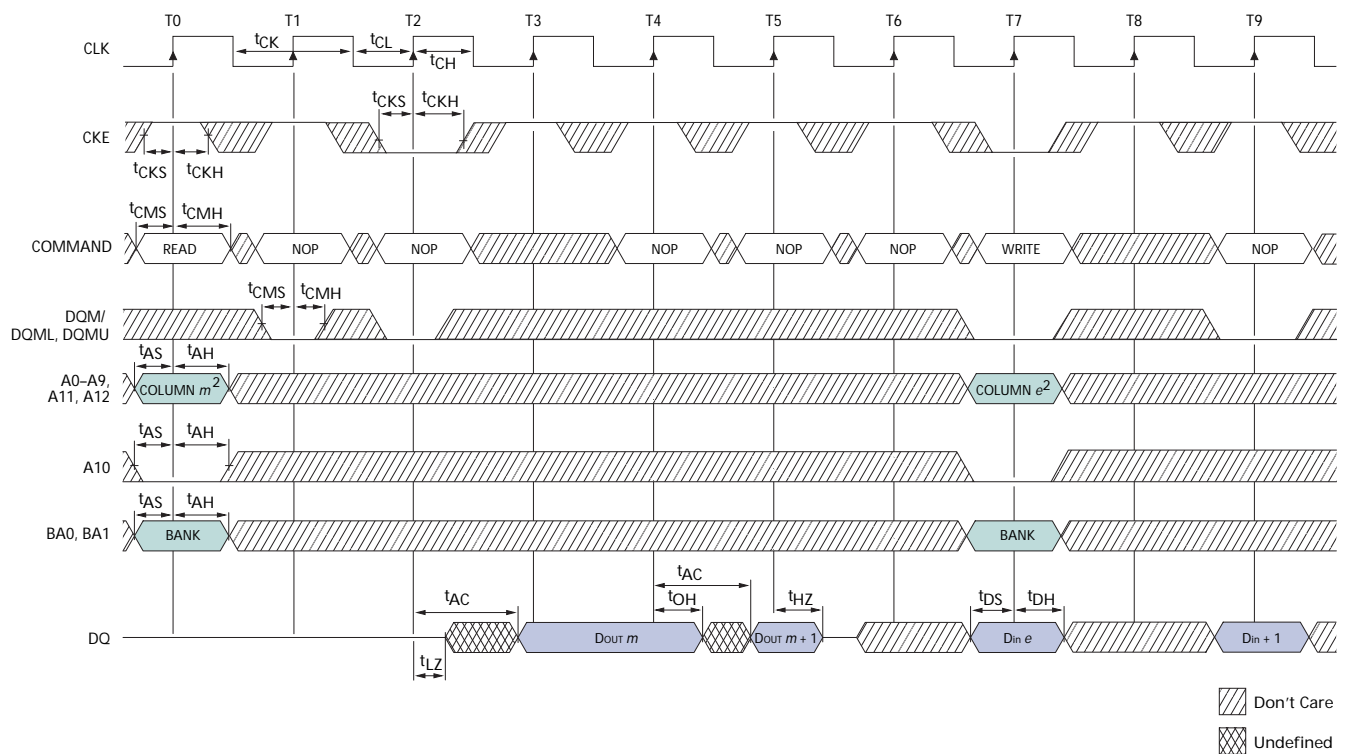 T0 T1 T2 T3 T4 T5 T6 T7 T8 T9
CLK
tCK tCL
tCH
tCKS tCKH
CKE
tCKS tCKH
tCMS tCMH
COMMAND READ NOP NOP NOP NOP NOP WRITE NOP
tCMS tCMH
DQM/
DQML, DQMU
tAS tAH
A0–A9,
A11, A12
COLUMN m² COLUMN e²
tAS tAH
A10
tAS tAH
BA0, BA1 BANK BANK
tAC
tAC tOH tHZ tDS tDH
DQ DOUT m DOUT m + 1 Din e Din + 1
tLZ
Don't Care
Undefined